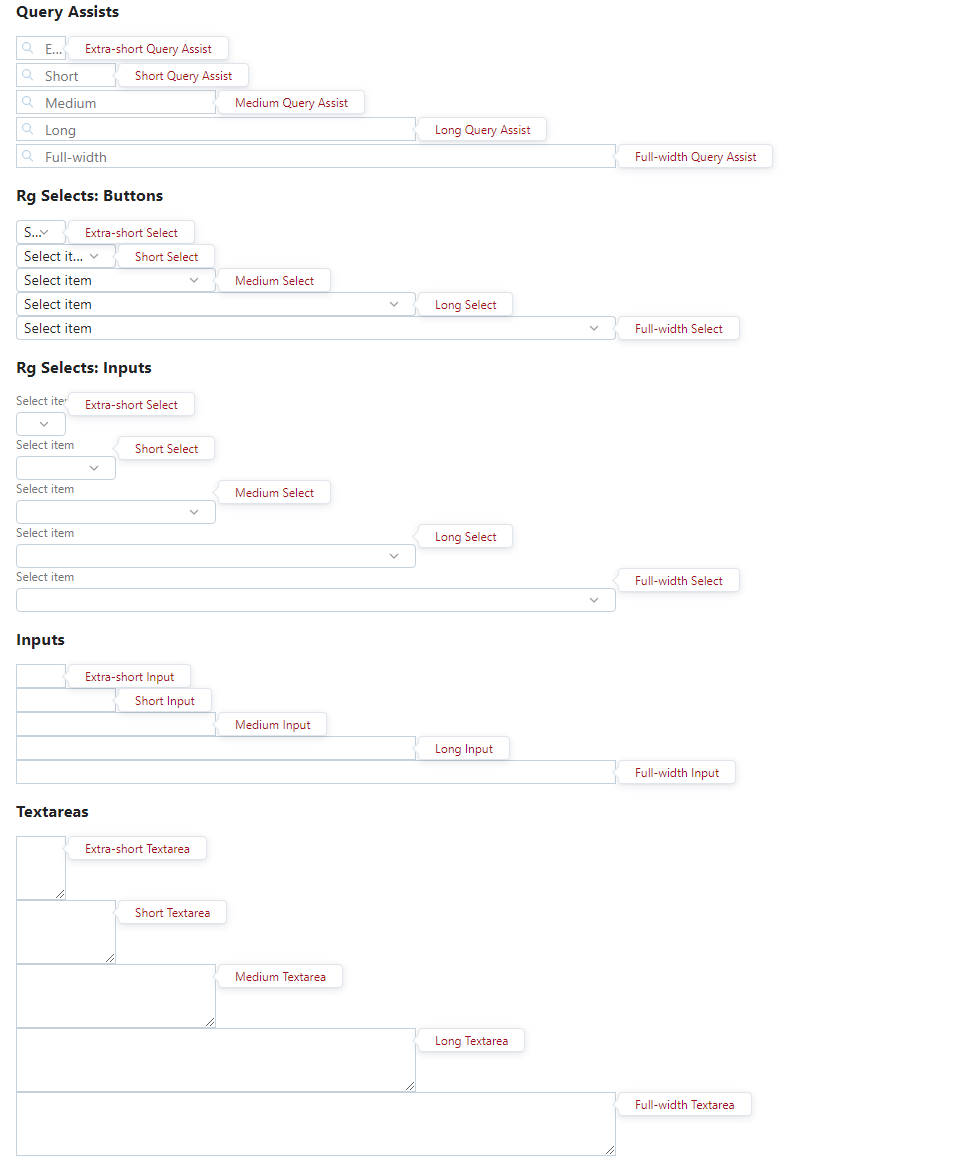 Query Assists
E... Extra-short Query Assist
Short Short Query Assist
Medium Medium Query Assist
Long Long Query Assist
Full-width Full-width Query Assist
Rg Selects: Buttons
S... Extra-short Select
Select it... Short Select
Select item Medium Select
Select item Long Select
Select item Full-width Select
Rg Selects: Inputs
Select iter Extra-short Select
Select item Short Select
Select item Medium Select
Select item Long Select
Select item Full-width Select
Inputs
Extra-short Input
Short Input
Medium Input
Long Input
Full-width Input
Textareas
Extra-short Textarea
Short Textarea
Medium Textarea
Long Textarea
Full-width Textarea